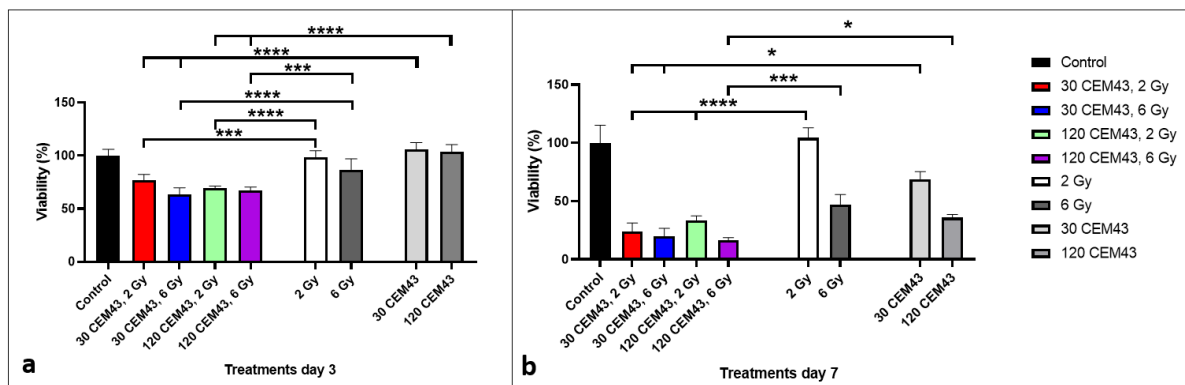 ****
****
***
****
****
***
150
100
50
0
Viability (%)
Control
30 CEM43, 2 Gy
30 CEM43, 6 Gy
120 CEM43, 2 Gy
120 CEM43, 6 Gy
2 Gy
6 Gy
30 CEM43
120 CEM43
a
Treatments day 3
*
*
***
****
150
100
50
0
Viability (%)
Control
30 CEM43, 2 Gy
30 CEM43, 6 Gy
120 CEM43, 2 Gy
120 CEM43, 6 Gy
2 Gy
6 Gy
30 CEM43
120 CEM43
b
Treatments day 7
Control
30 CEM43, 2 Gy
30 CEM43, 6 Gy
120 CEM43, 2 Gy
120 CEM43, 6 Gy
2 Gy
6 Gy
30 CEM43
120 CEM43